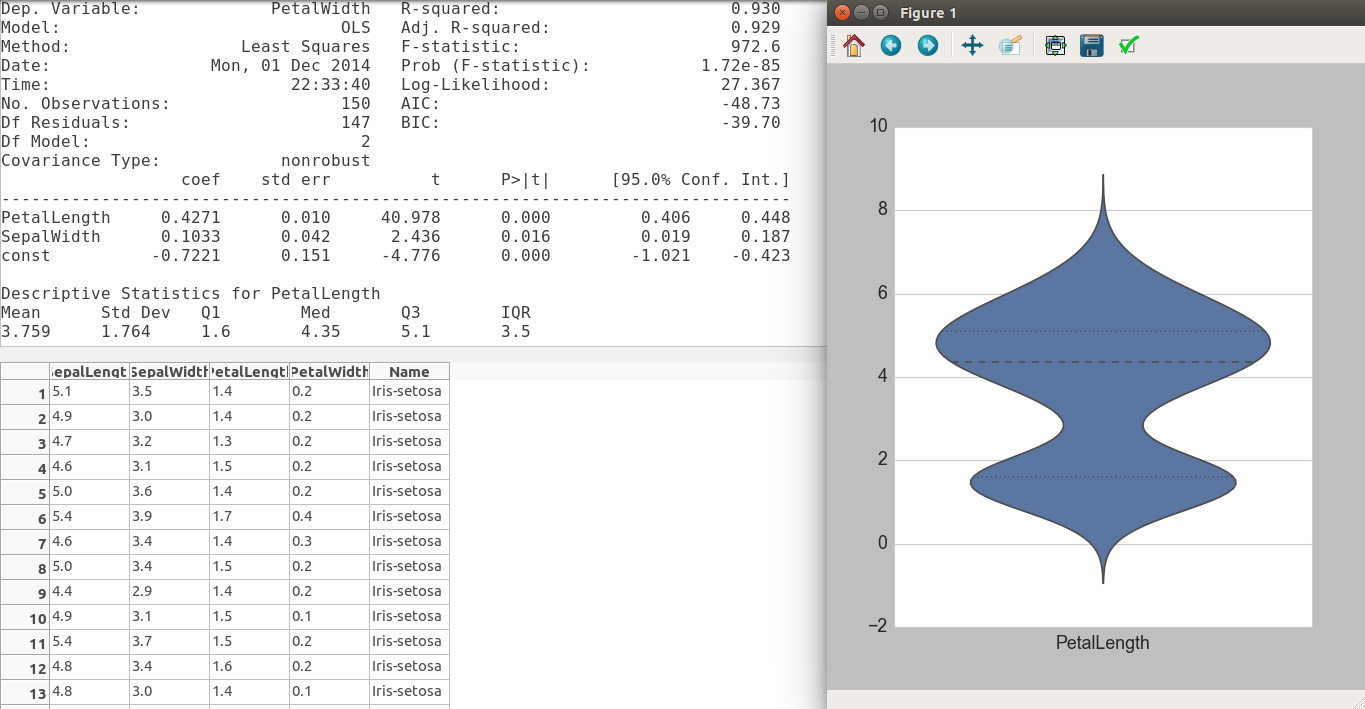 Dep. Variable: PetalWidth R-squared: 0.930
Model: OLS Adj. R-squared: 0.929
Method: Least Squares F-statistic: 972.6
Date: Mon, 01 Dec 2014 Prob (F-statistic): 1.72e-85
Time: 22:33:40 Log-Likelihood: 27.367
No. Observations: 150 AIC: -48.73
Df Residuals: 147 BIC: -39.70
Df Model: 2
Covariance Type: nonrobust
coef std err t P>|t| [95.0% Conf. Int.]
-------------------------------------------------------------------------------
PetalLength 0.4271 0.010 40.978 0.000 0.406 0.448
SepalWidth 0.1033 0.042 2.436 0.016 0.019 0.187
const -0.7221 0.151 -4.776 0.000 -1.021 -0.423
Descriptive Statistics for PetalLength
Mean Std Dev Q1 Med Q3 IQR
3.759 1.764 1.6 4.35 5.1 3.5
epalLengt SepalWidth PetalLengt PetalWidth Name
1 5.1 3.5 1.4 0.2 Iris-setosa
2 4.9 3.0 1.4 0.2 Iris-setosa
3 4.7 3.2 1.3 0.2 Iris-setosa
4 4.6 3.1 1.5 0.2 Iris-setosa
5 5.0 3.6 1.4 0.2 Iris-setosa
6 5.4 3.9 1.7 0.4 Iris-setosa
7 4.6 3.4 1.4 0.3 Iris-setosa
8 5.0 3.4 1.5 0.2 Iris-setosa
9 4.4 2.9 1.4 0.2 Iris-setosa
10 4.9 3.1 1.5 0.1 Iris-setosa
11 5.4 3.7 1.5 0.2 Iris-setosa
12 4.8 3.4 1.6 0.2 Iris-setosa
13 4.8 3.0 1.4 0.1 Iris-setosa
Figure 1
10
8
6
4
2
0
−2
PetalLength